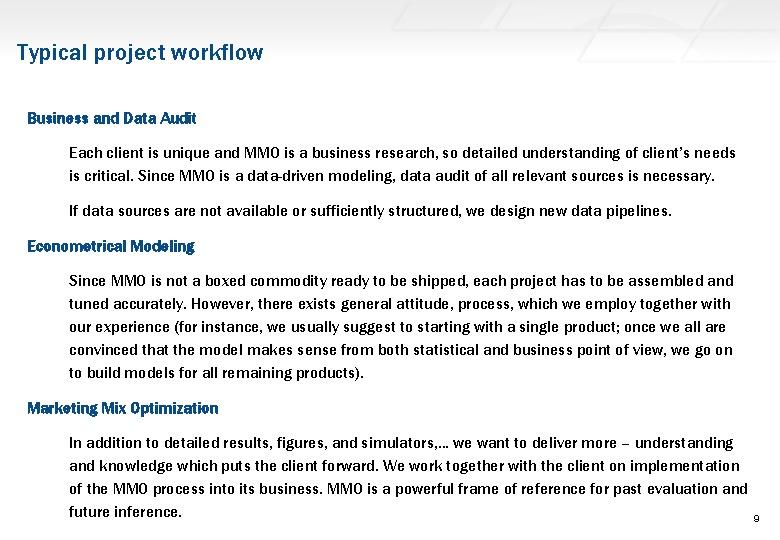 Typical project workflow
Business and Data Audit
Each client is unique and MMO is a business research, so detailed understanding of client's needs
is critical. Since MMO is a data-driven modeling, data audit of all relevant sources is necessary.
If data sources are not available or sufficiently structured, we design new data pipelines.
Econometrical Modeling
Since MMO is not a boxed commodity ready to be shipped, each project has to be assembled and
tuned accurately. However, there exists general attitude, process, which we employ together with
our experience (for instance, we usually suggest to starting with a single product; once we all are
convinced that the model makes sense from both statistical and business point of view, we go on
to build models for all remaining products).
Marketing Mix Optimization
In addition to detailed results, figures, and simulators,... we want to deliver more – understanding
and knowledge which puts the client forward. We work together with the client on implementation
of the MMO process into its business. MMO is a powerful frame of reference for past evaluation and
future inference.
9